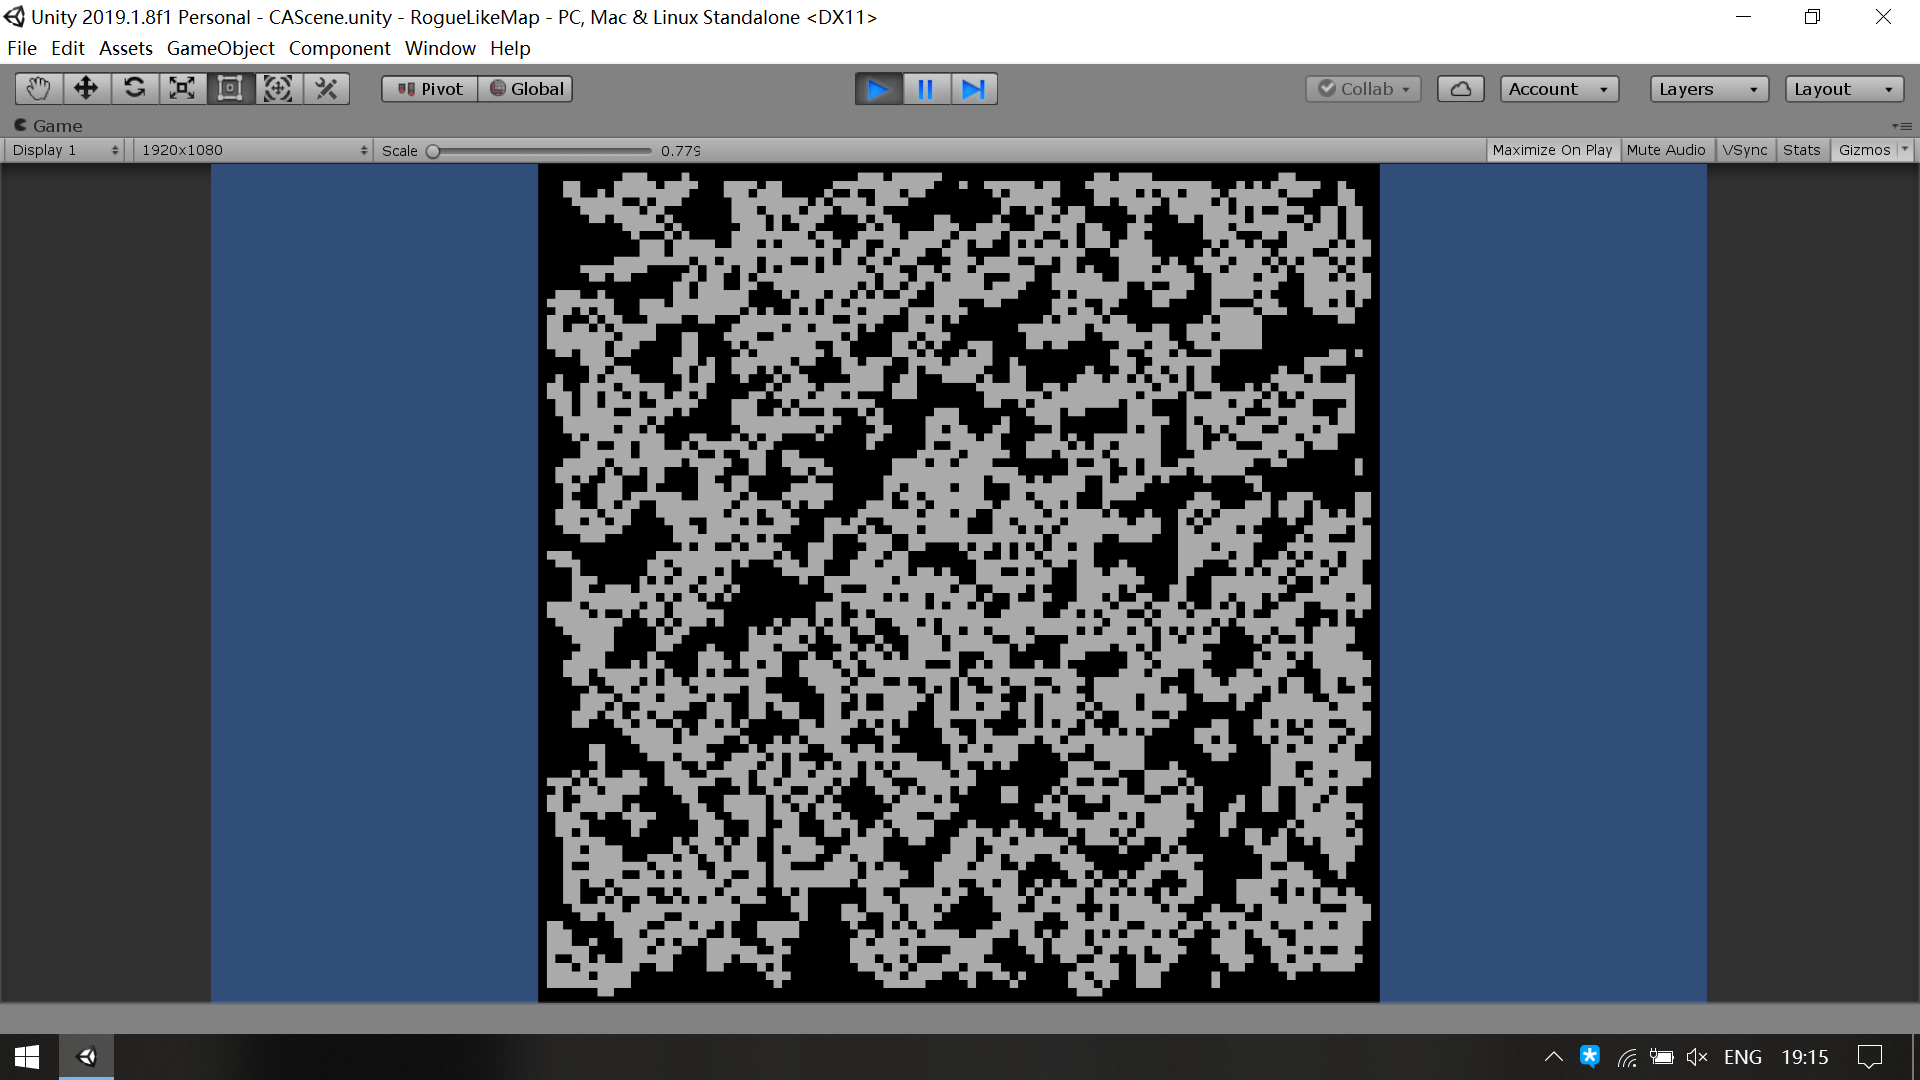 Unity 2019.1.8f1 Personal - CAScene.unity - RogueLikeMap - PC, Mac & Linux Standalone <DX11>
File Edit Assets GameObject Component Window Help
Pivot Global Collab Account Layers Layout
Game
Display 1 1920x1080 Scale 0.779 Maximize On Play Mute Audio VSync Stats Gizmos
ENG 19:15